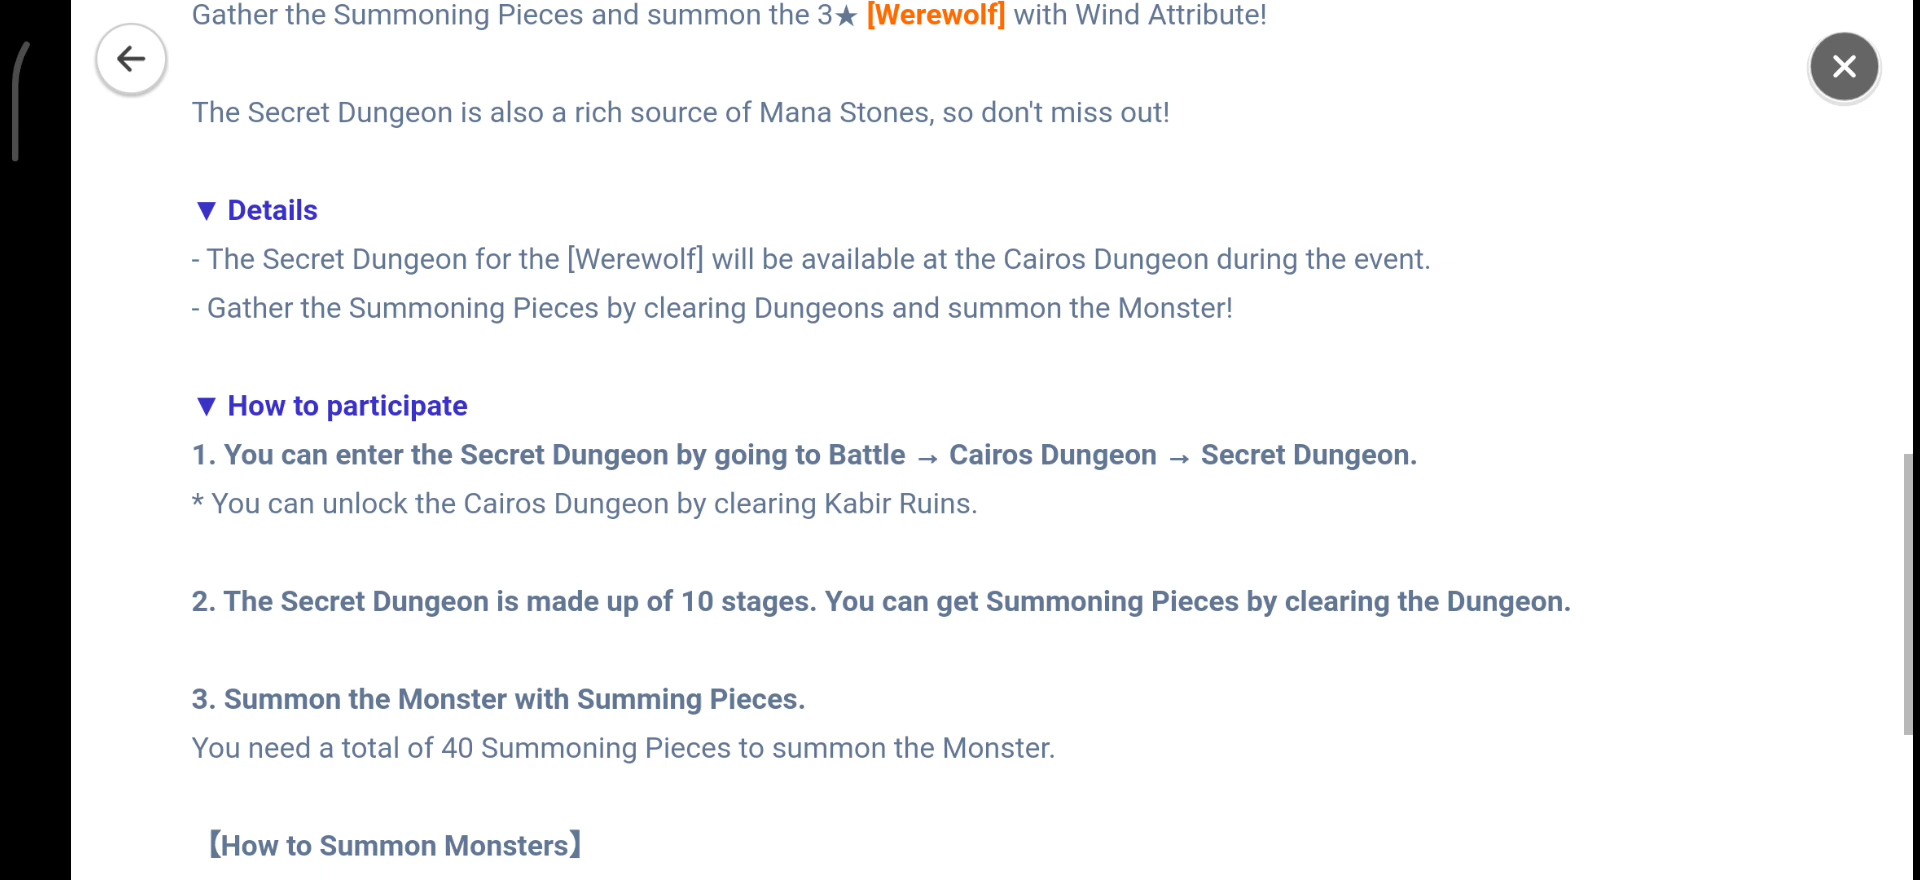 Gather the Summoning Pieces and summon the 3★ [Werewolf] with Wind Attribute!
The Secret Dungeon is also a rich source of Mana Stones, so don't miss out!
▼ Details
- The Secret Dungeon for the [Werewolf] will be available at the Cairos Dungeon during the event.
- Gather the Summoning Pieces by clearing Dungeons and summon the Monster!
▼ How to participate
1. You can enter the Secret Dungeon by going to Battle → Cairos Dungeon → Secret Dungeon.
* You can unlock the Cairos Dungeon by clearing Kabir Ruins.
2. The Secret Dungeon is made up of 10 stages. You can get Summoning Pieces by clearing the Dungeon.
3. Summon the Monster with Summing Pieces.
You need a total of 40 Summoning Pieces to summon the Monster.
【How to Summon Monsters】